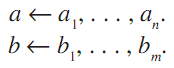 a ← a₁, . . . , aₙ.
b ← b₁, . . . , bₘ.